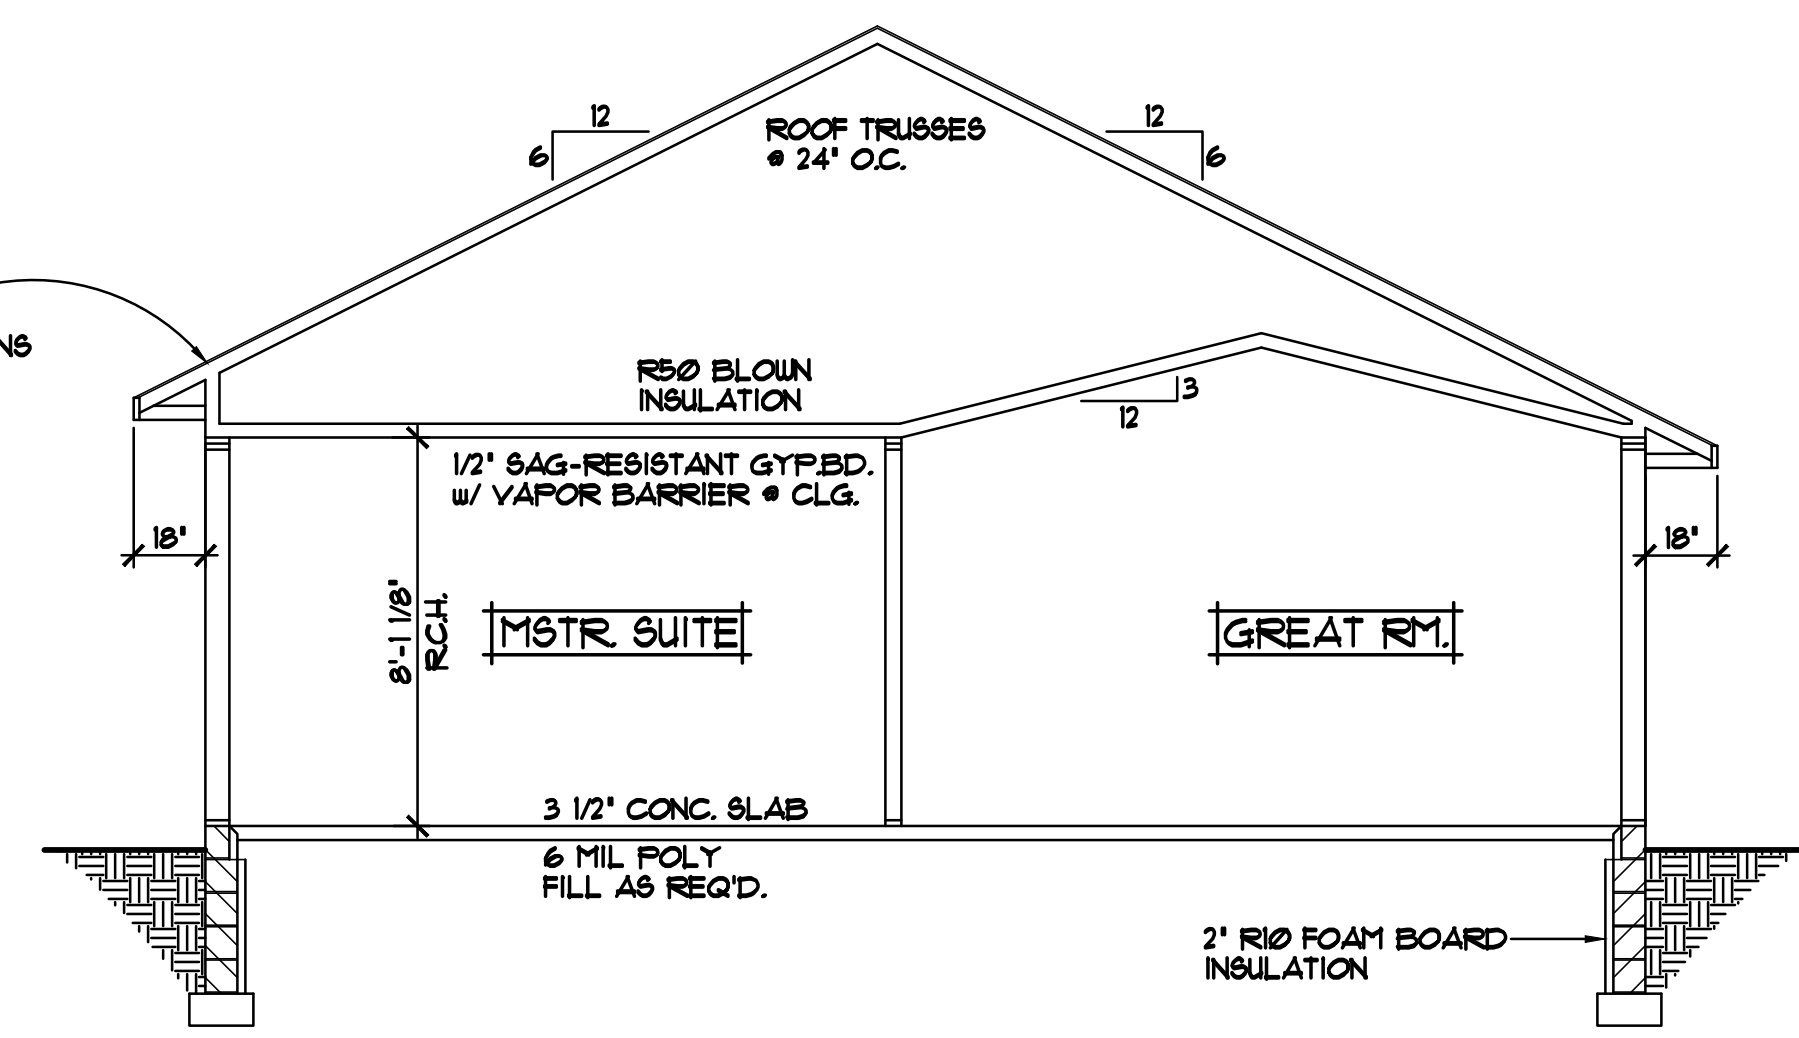 12
6
ROOF TRUSSES
@ 24" O.C.
12
6
NS
R50 BLOWN
INSULATION
3
12
1/2" SAG-RESISTANT GYP.BD.
w/ VAPOR BARRIER @ CLG.
18"
18"
8'-1 1/8"
R.C.H.
MSTR. SUITE
GREAT RM.
3 1/2" CONC. SLAB
6 MIL POLY
FILL AS REQ'D.
2" R10 FOAM BOARD
INSULATION